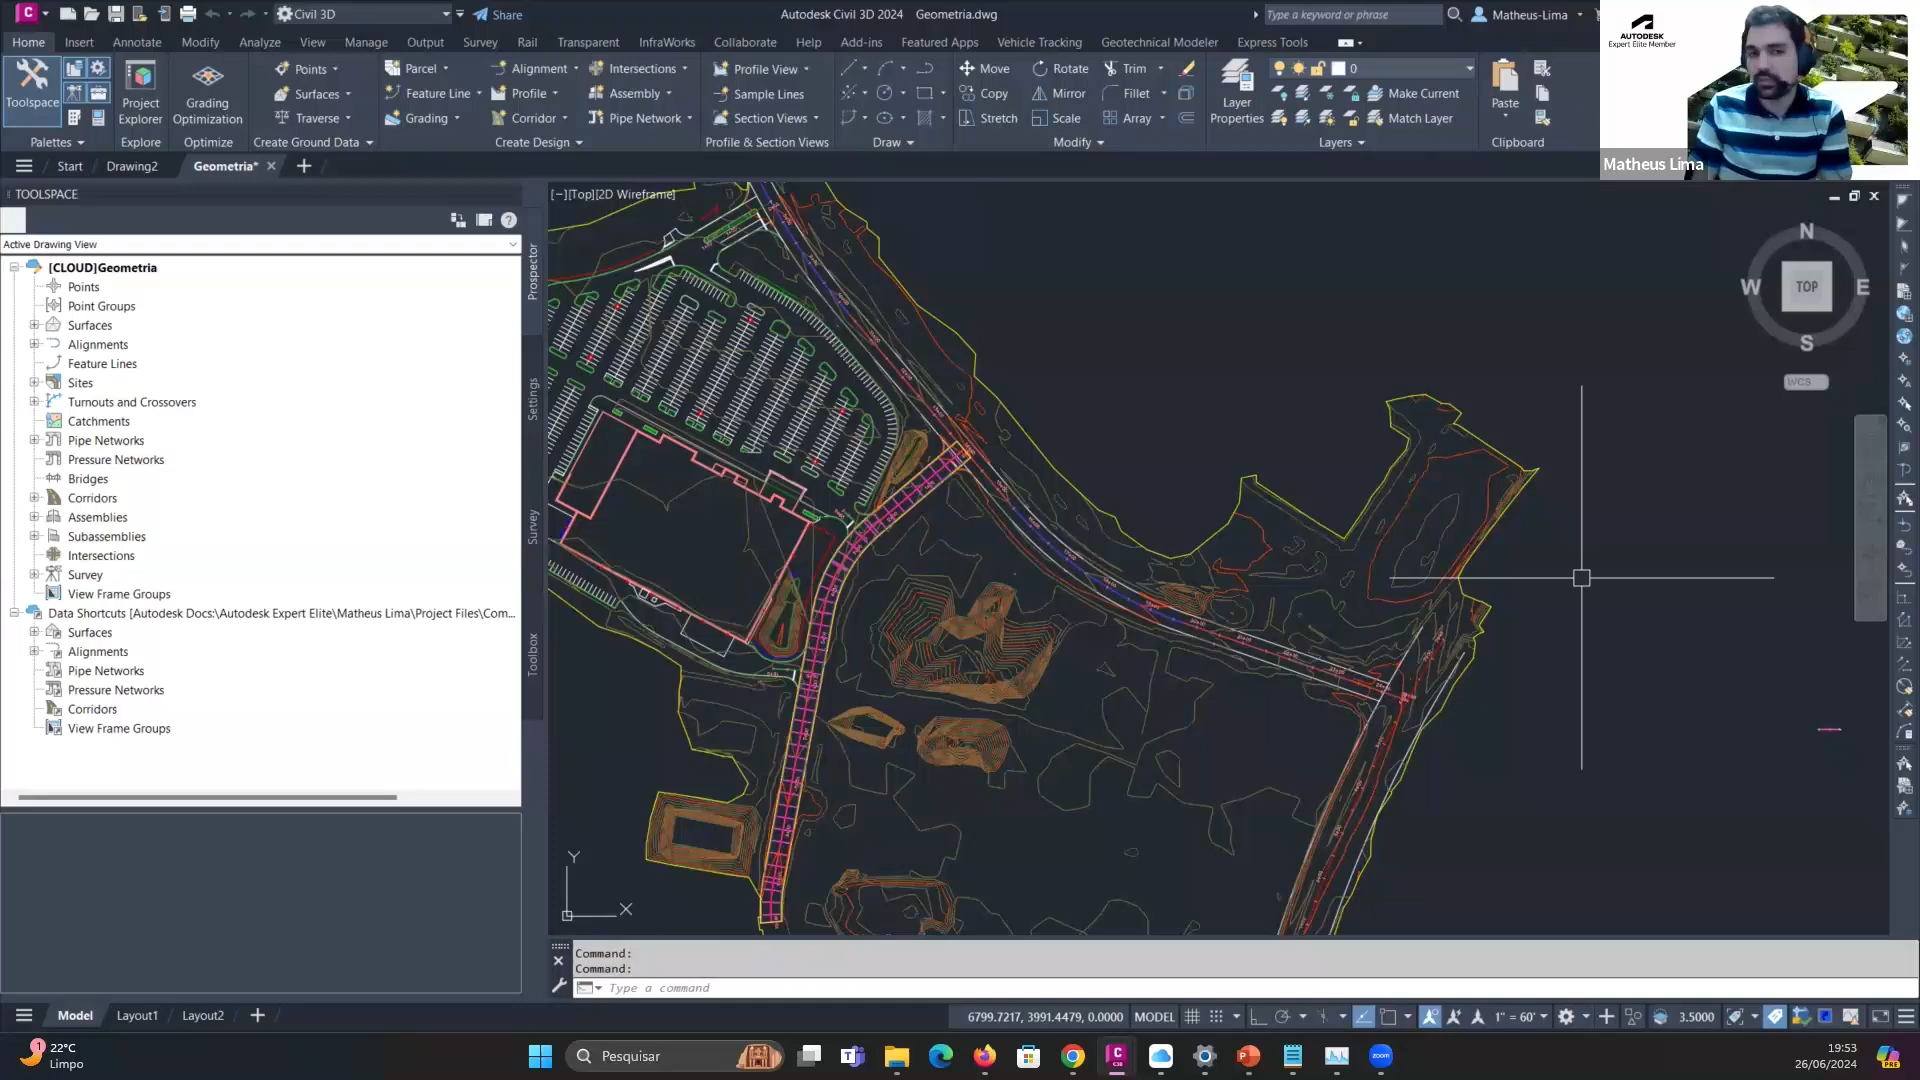 Civil 3D
Share
Autodesk Civil 3D 2024 Geometria.dwg
Type a keyword or phrase
Matheus-Lima
Home Insert Annotate Modify Analyze View Manage Output Survey Rail Transparent InfraWorks Collaborate Help Add-ins Featured Apps Vehicle Tracking Geotechnical Modeler Express Tools
AUTODESK
Expert Elite Member
Matheus Lima
Toolspace
Project Explorer
Grading Optimization
Points
Surfaces
Traverse
Parcel
Feature Line
Grading
Alignment
Profile
Corridor
Intersections
Assembly
Pipe Network
Profile View
Sample Lines
Section Views
Move Rotate Trim
Copy Mirror Fillet
Stretch Scale Array
Layer Properties
0
Make Current
Match Layer
Paste
Palettes Explore Optimize Create Ground Data Create Design Profile & Section Views Draw Modify Layers Clipboard
Start Drawing2 Geometria*
TOOLSPACE
Active Drawing View
[CLOUD]Geometria
Points
Point Groups
Surfaces
Alignments
Feature Lines
Sites
Turnouts and Crossovers
Catchments
Pipe Networks
Pressure Networks
Bridges
Corridors
Assemblies
Subassemblies
Intersections
Survey
View Frame Groups
Data Shortcuts [Autodesk Docs:\Autodesk Expert Elite\Matheus Lima\Project Files\Com...
Surfaces
Alignments
Pipe Networks
Pressure Networks
Corridors
View Frame Groups
Prospector
Settings
Survey
Toolbox
[−][Top][2D Wireframe]
N
W TOP E
S
WCS
Y
X
Command:
Command:
Type a command
Model Layout1 Layout2
6799.7217, 3991.4479, 0.0000 MODEL
1" = 60'
3.5000
1
22°C
Limpo
Pesquisar
zoom
19:53
26/06/2024
PRE